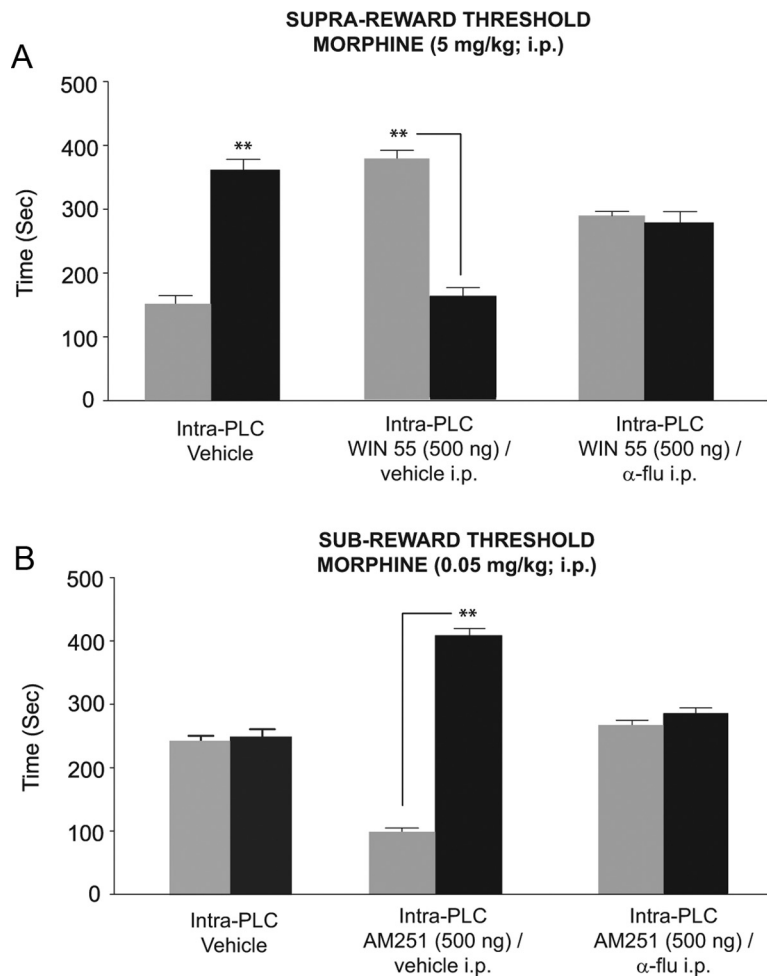 SUPRA-REWARD THRESHOLD
MORPHINE (5 mg/kg; i.p.)
A
500
400
300
200
100
0
Time (Sec)
**
**
Intra-PLC
Vehicle
Intra-PLC
WIN 55 (500 ng) /
vehicle i.p.
Intra-PLC
WIN 55 (500 ng) /
α-flu i.p.
SUB-REWARD THRESHOLD
MORPHINE (0.05 mg/kg; i.p.)
B
500
400
300
200
100
0
Time (Sec)
**
Intra-PLC
Vehicle
Intra-PLC
AM251 (500 ng) /
vehicle i.p.
Intra-PLC
AM251 (500 ng) /
α-flu i.p.